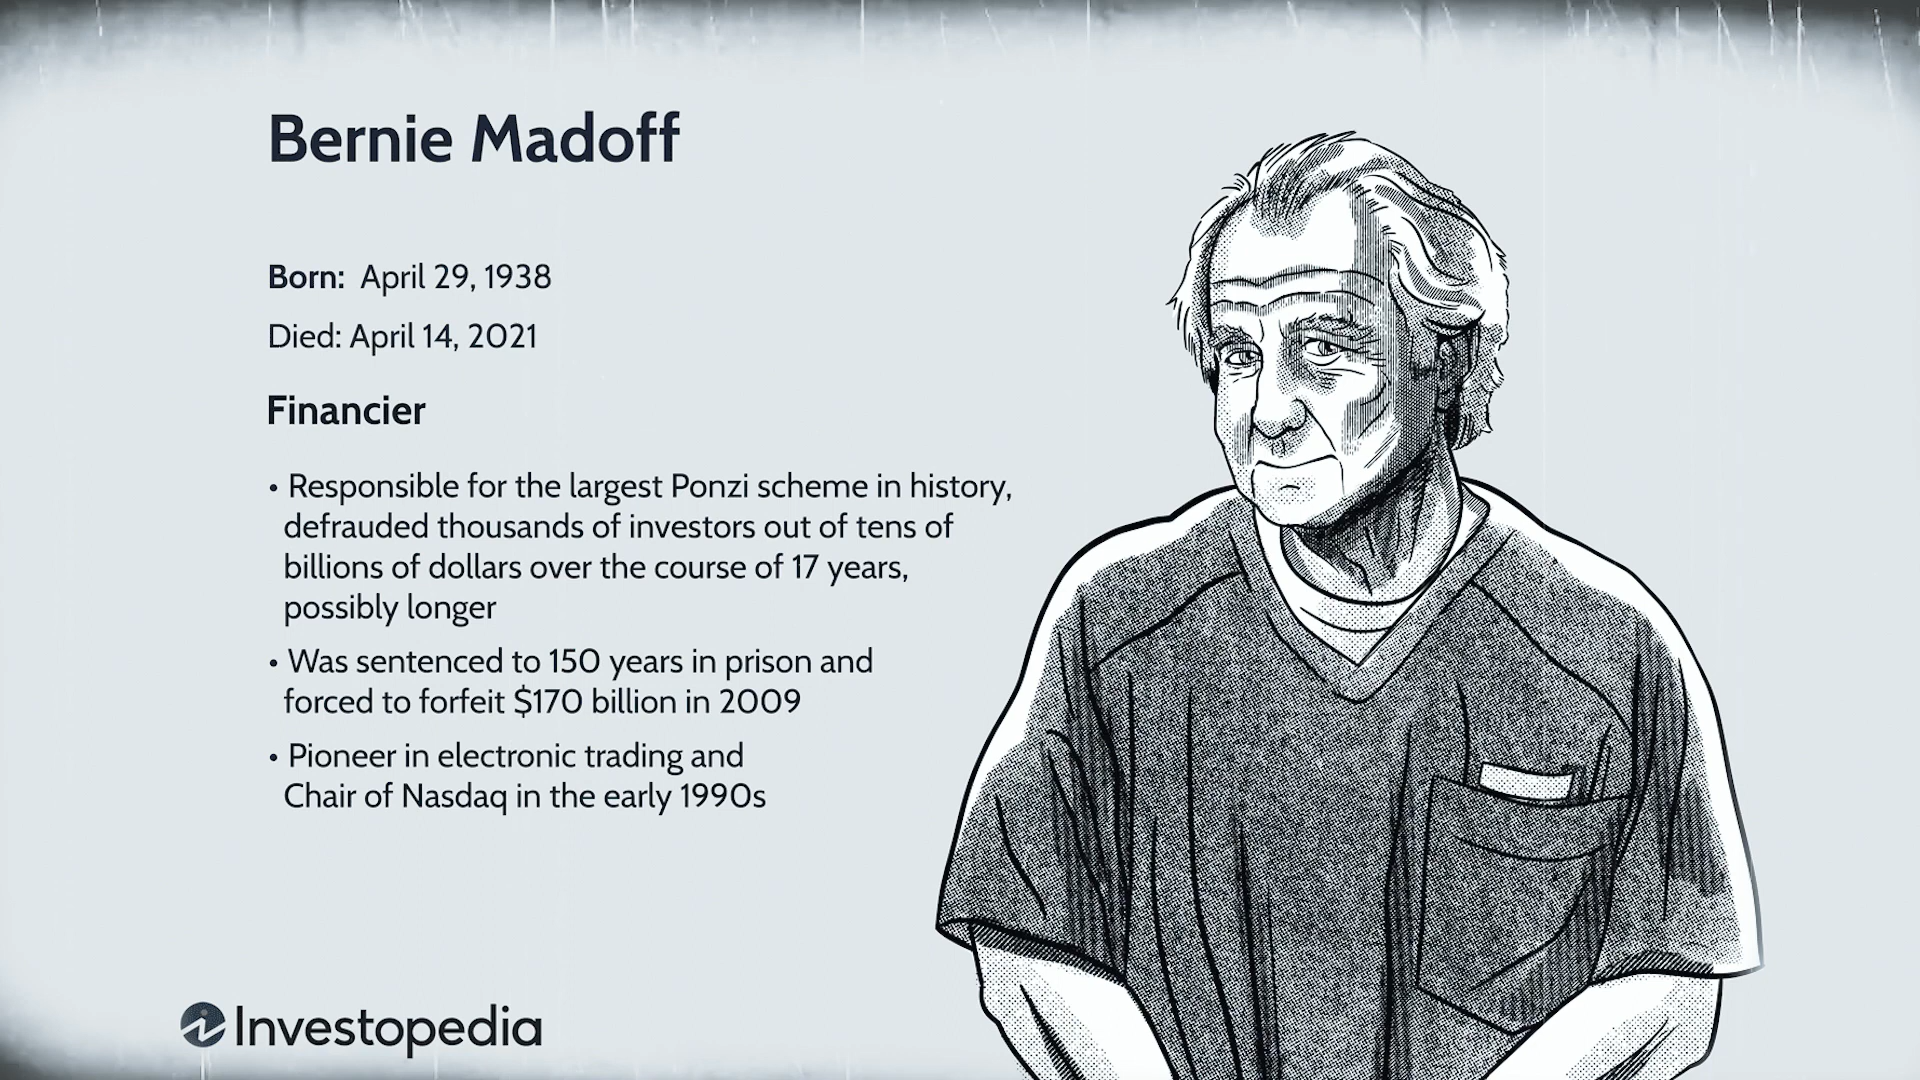 Bernie Madoff
Born: April 29, 1938
Died: April 14, 2021
Financier
• Responsible for the largest Ponzi scheme in history,
defrauded thousands of investors out of tens of
billions of dollars over the course of 17 years,
possibly longer
• Was sentenced to 150 years in prison and
forced to forfeit $170 billion in 2009
• Pioneer in electronic trading and
Chair of Nasdaq in the early 1990s
Investopedia